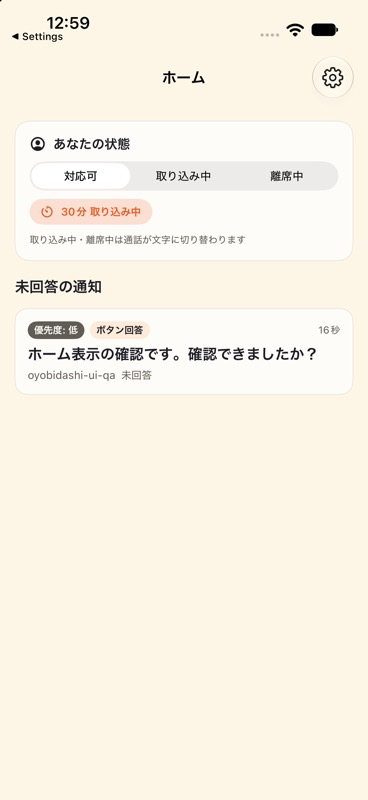 12:59
◀ Settings
ホーム
あなたの状態
対応可 取り込み中 離席中
30分 取り込み中
取り込み中・離席中は通話が文字に切り替わります
未回答の通知
優先度: 低 ボタン回答 16秒
ホーム表示の確認です。確認できましたか？
oyobidashi-ui-qa 未回答